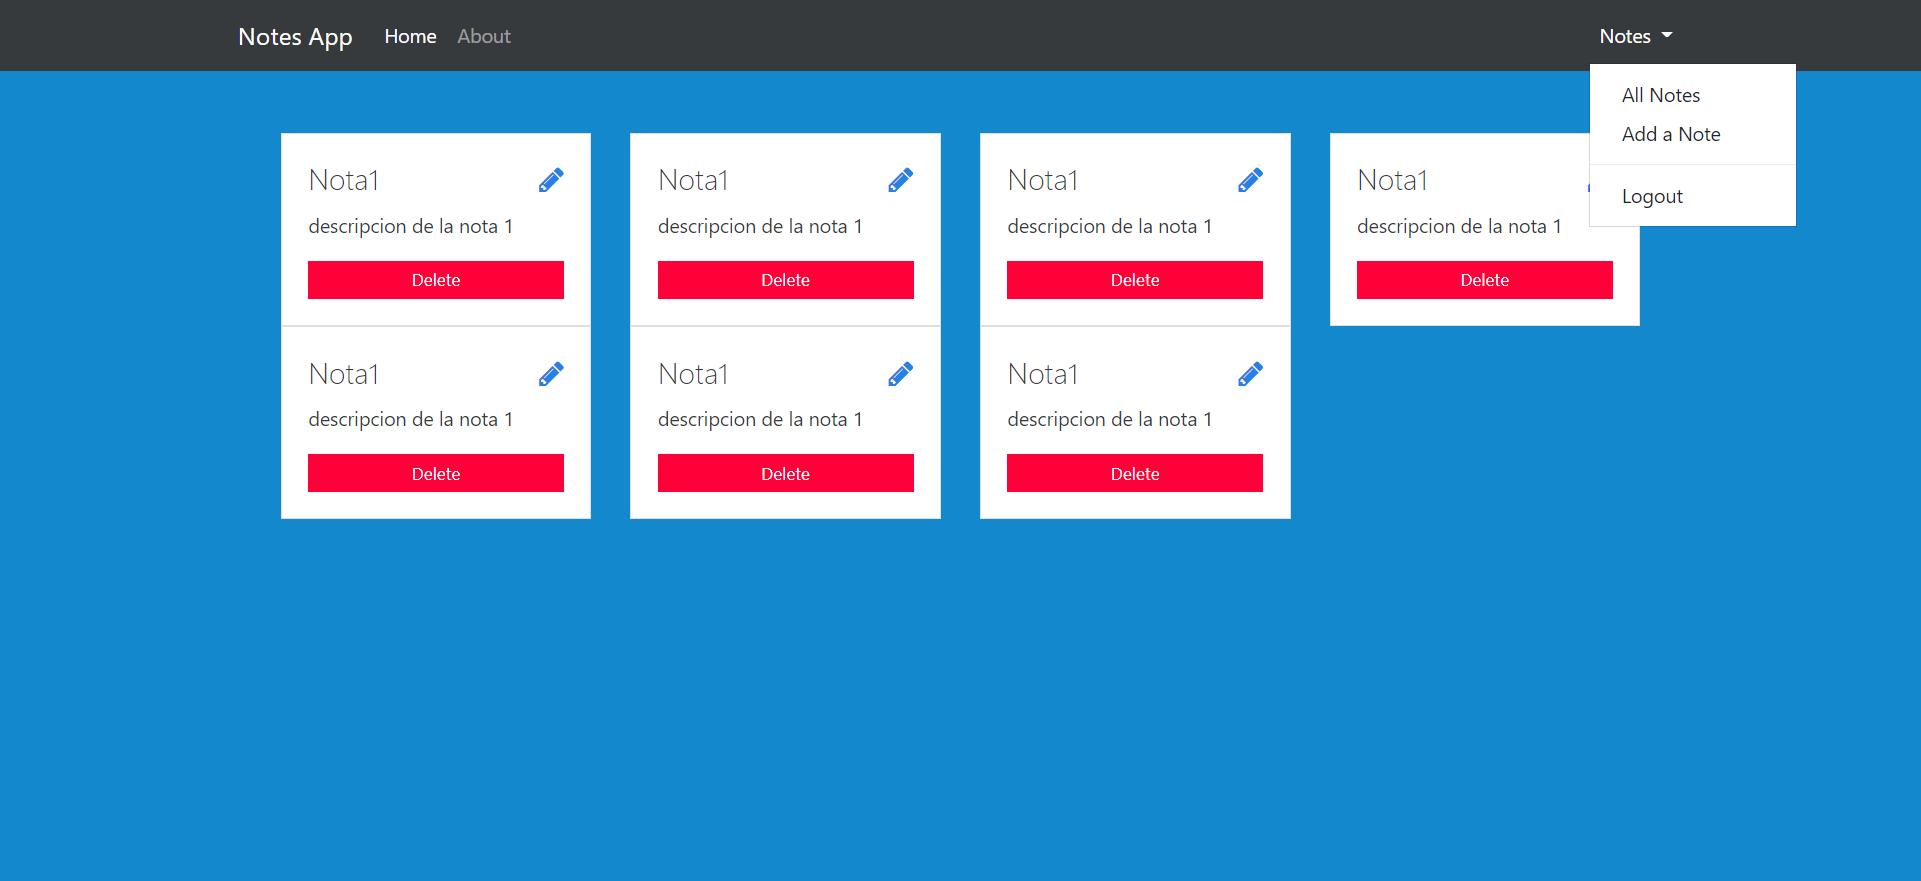 Notes App Home About Notes
All Notes
Add a Note
Logout
Nota1 Nota1 Nota1 Nota1
descripcion de la nota 1 descripcion de la nota 1 descripcion de la nota 1 descripcion de la nota 1
Delete Delete Delete Delete
Nota1 Nota1 Nota1
descripcion de la nota 1 descripcion de la nota 1 descripcion de la nota 1
Delete Delete Delete